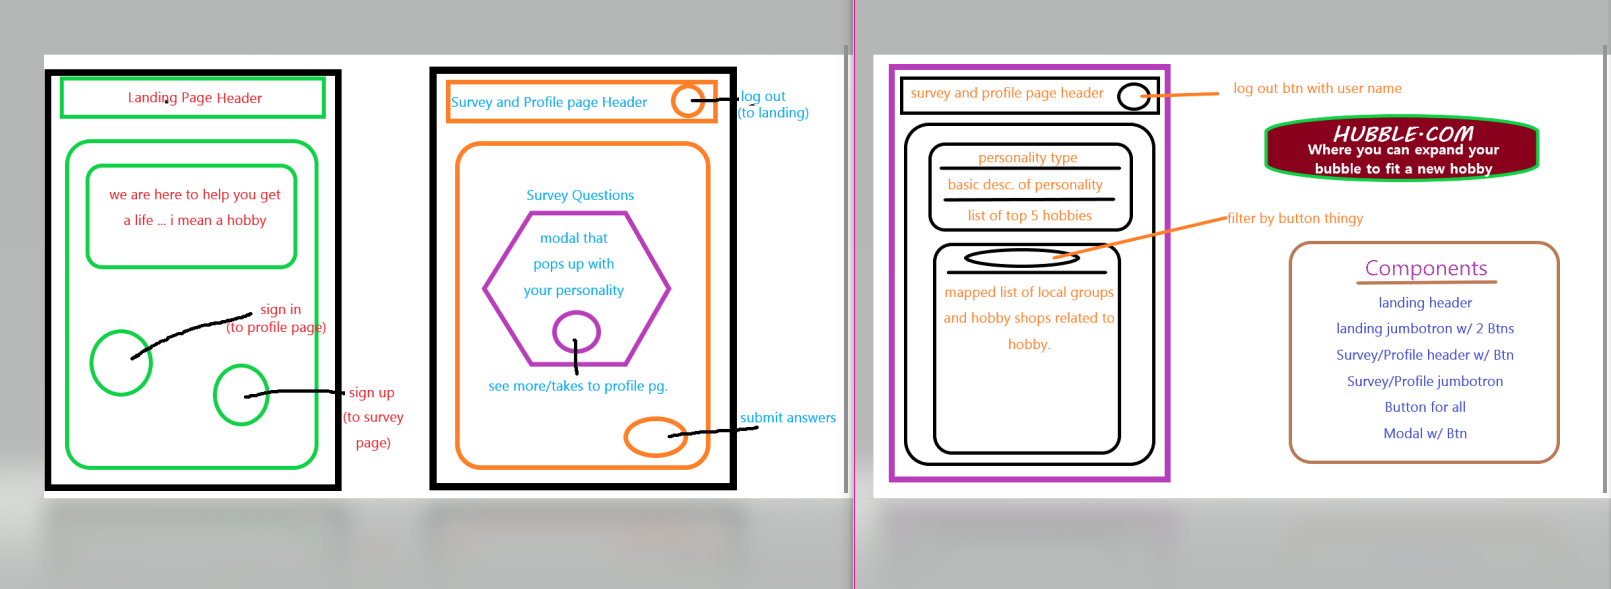 Landing Page Header
we are here to help you get
a life ... i mean a hobby
sign in
(to profile page)
sign up
(to survey
page)
Survey and Profile page Header
log out
(to landing)
Survey Questions
modal that
pops up with
your personality
see more/takes to profile pg.
submit answers
survey and profile page header
log out btn with user name
personality type
basic desc. of personality
list of top 5 hobbies
filter by button thingy
mapped list of local groups
and hobby shops related to
hobby.
HUBBLE.COM
Where you can expand your
bubble to fit a new hobby
Components
landing header
landing jumbotron w/ 2 Btns
Survey/Profile header w/ Btn
Survey/Profile jumbotron
Button for all
Modal w/ Btn